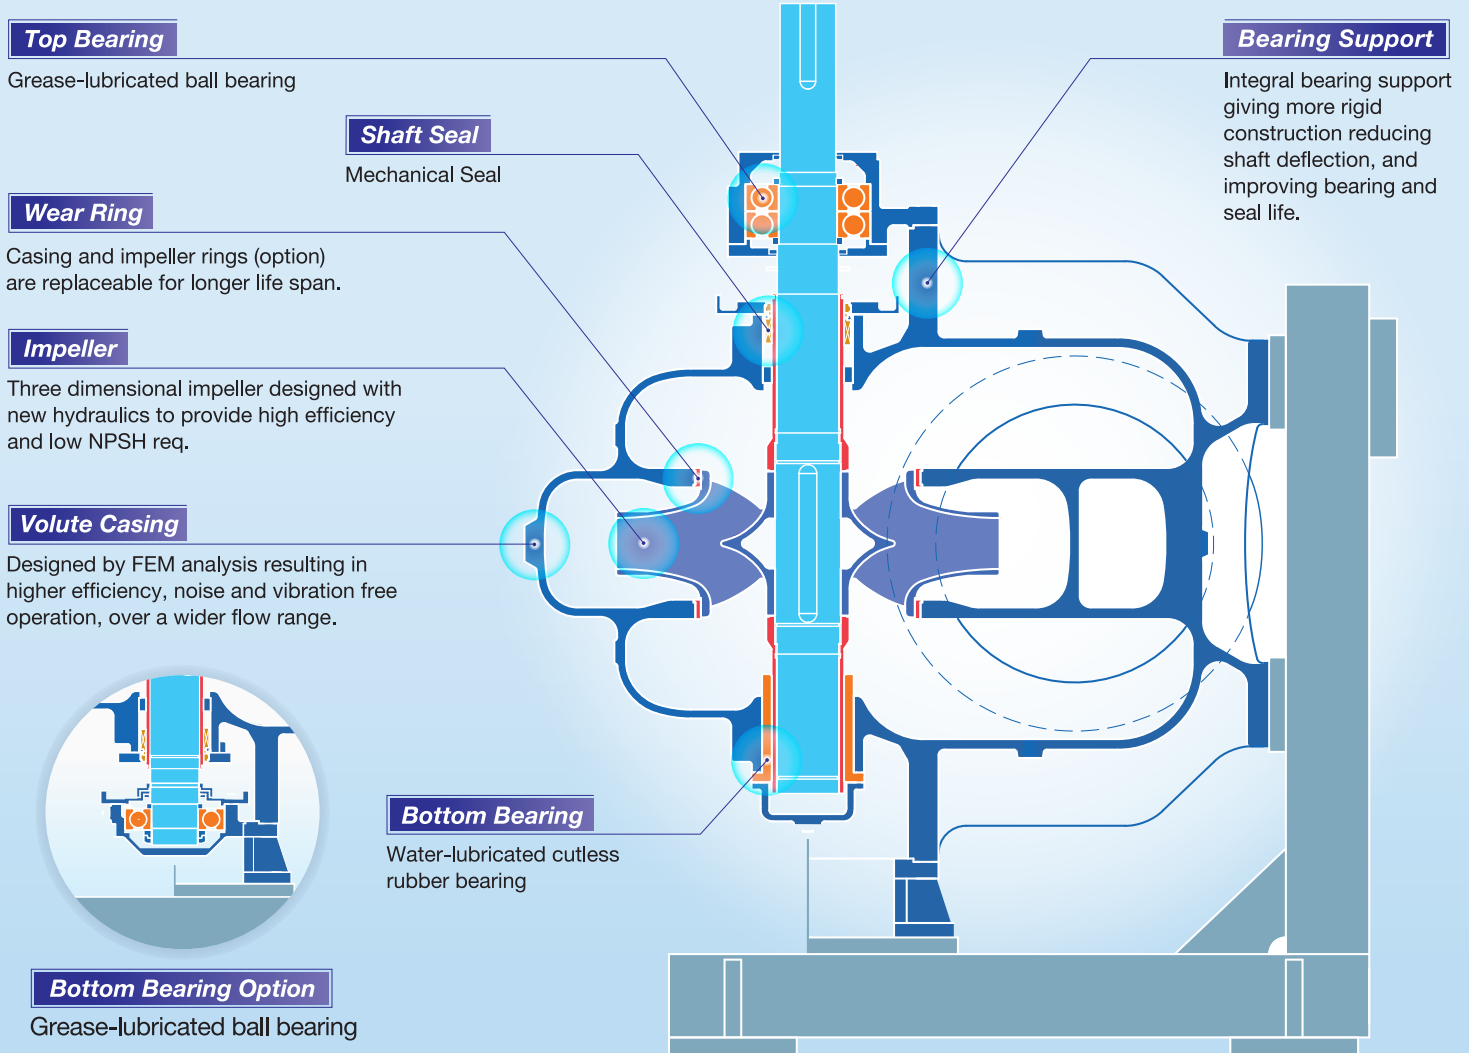 Top Bearing
Grease-lubricated ball bearing
Shaft Seal
Mechanical Seal
Wear Ring
Casing and impeller rings (option)
are replaceable for longer life span.
Impeller
Three dimensional impeller designed with
new hydraulics to provide high efficiency
and low NPSH req.
Volute Casing
Designed by FEM analysis resulting in
higher efficiency, noise and vibration free
operation, over a wider flow range.
Bearing Support
Integral bearing support
giving more rigid
construction reducing
shaft deflection, and
improving bearing and
seal life.
Bottom Bearing
Water-lubricated cutless
rubber bearing
Bottom Bearing Option
Grease-lubricated ball bearing